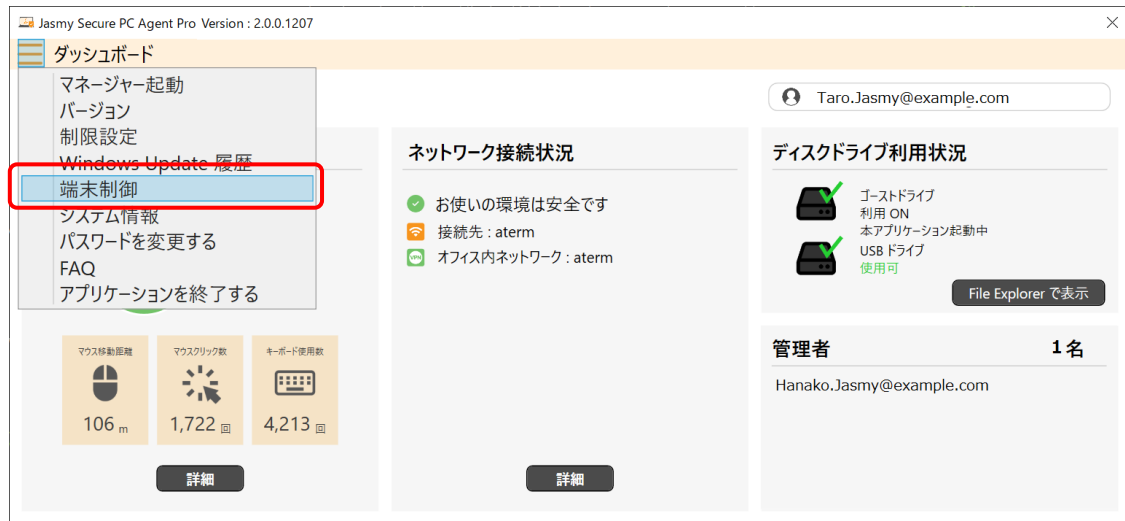 Jasmy Secure PC Agent Pro Version : 2.0.0.1207
ダッシュボード
マネージャー起動
バージョン
制限設定
Windows Update 履歴
端末制御
システム情報
パスワードを変更する
FAQ
アプリケーションを終了する
Taro.Jasmy@example.com
マウス移動距離
106 m
マウスクリック数
1,722 回
キーボード使用数
4,213 回
詳細
ネットワーク接続状況
お使いの環境は安全です
接続先 : aterm
VPN
オフィス内ネットワーク : aterm
詳細
ディスクドライブ利用状況
ゴーストドライブ
利用 ON
本アプリケーション起動中
USB ドライブ
使用可
File Explorer で表示
管理者 1名
Hanako.Jasmy@example.com